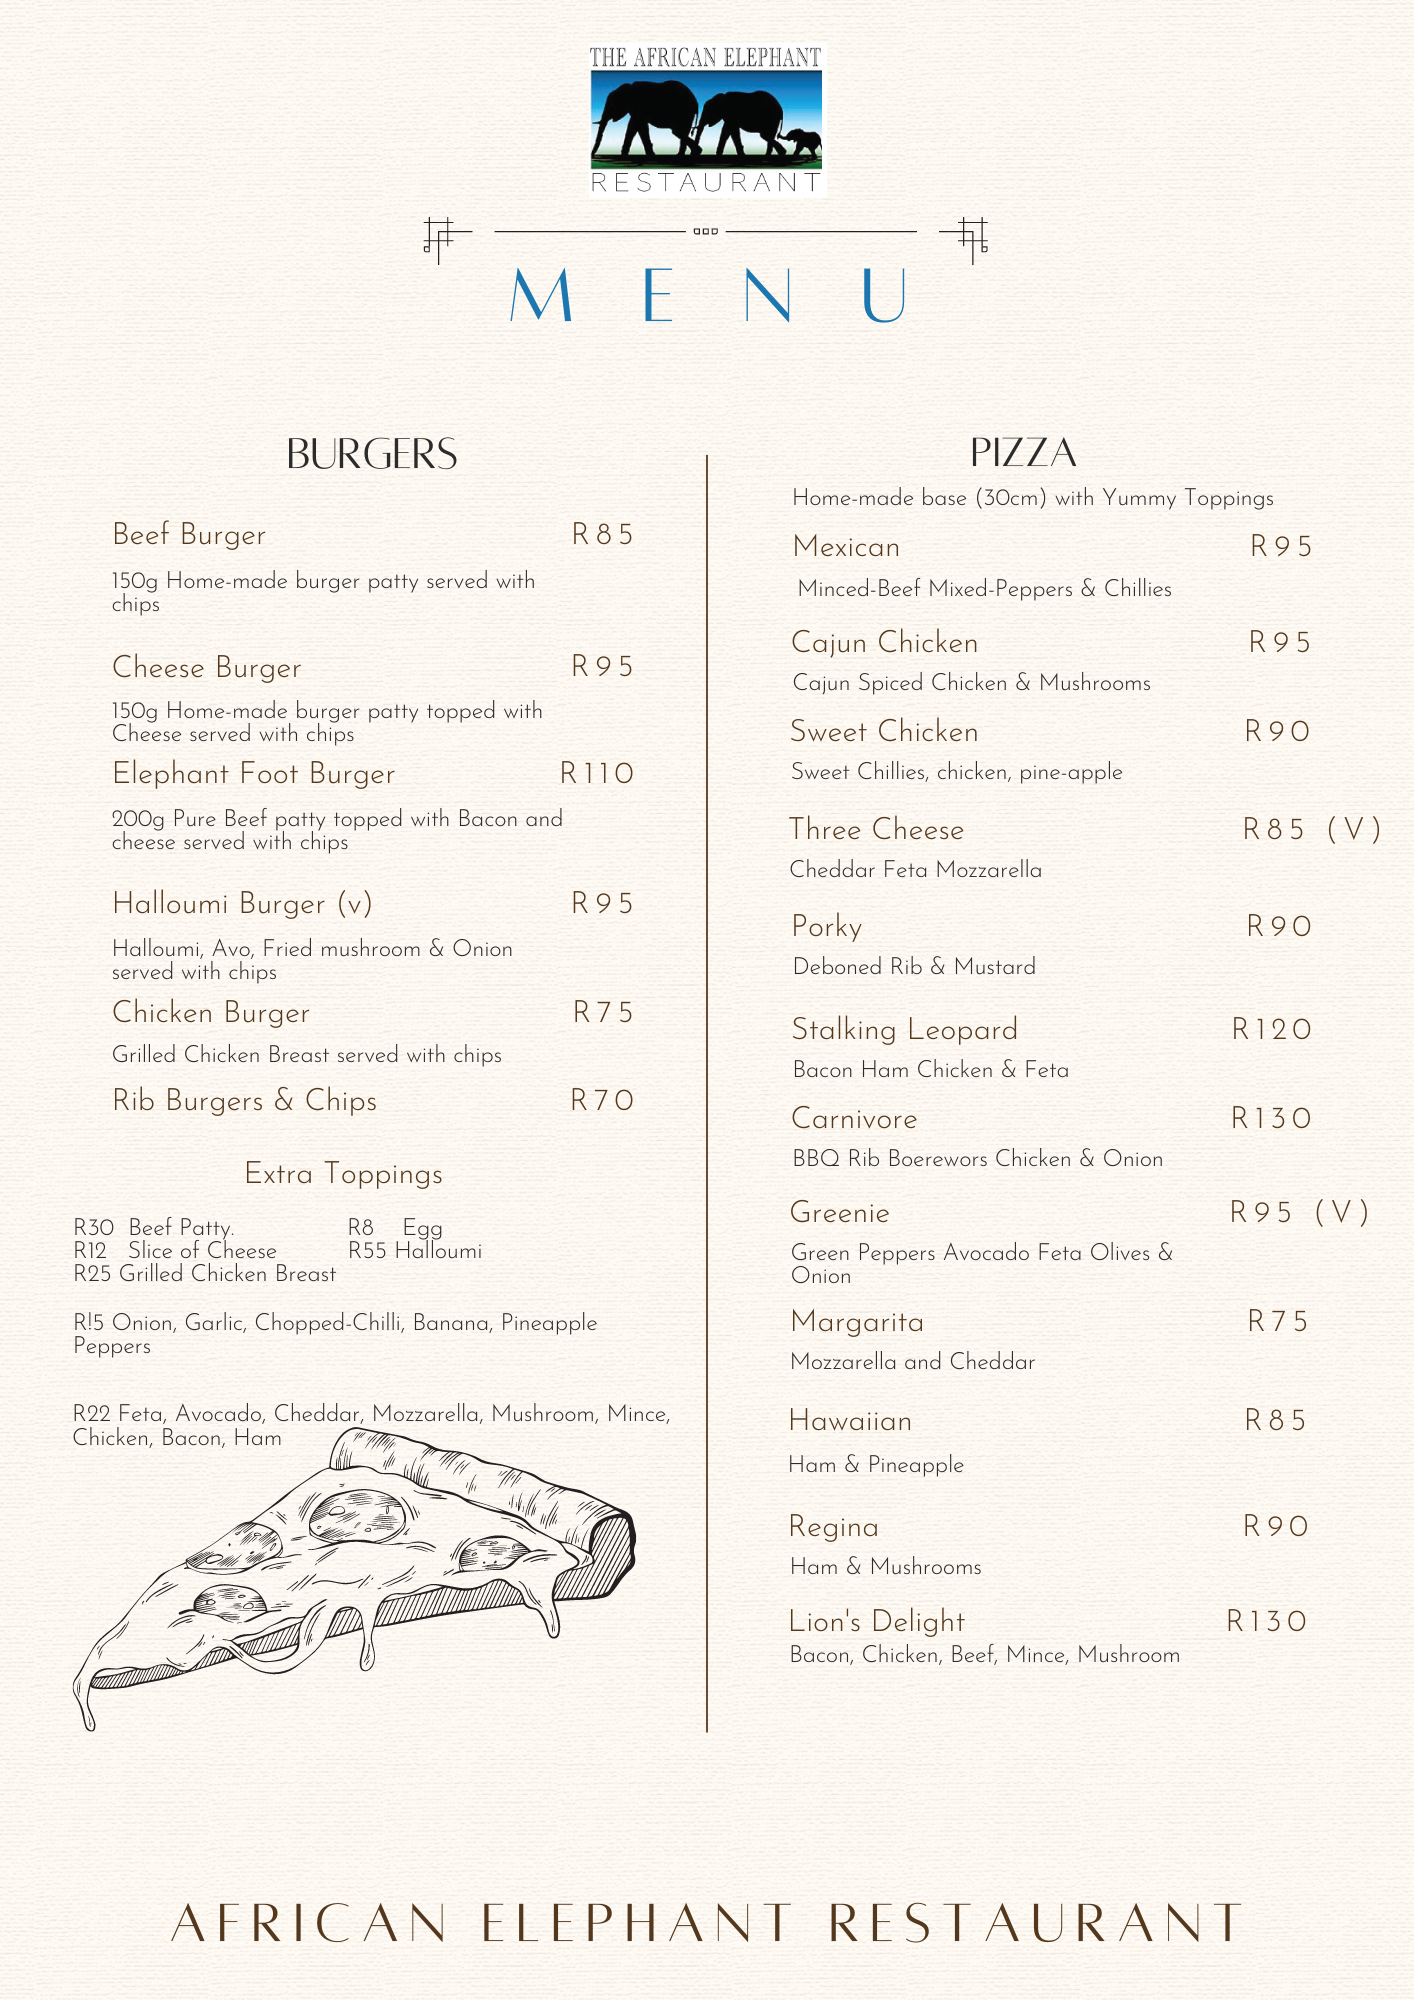 THE AFRICAN ELEPHANT
RESTAURANT
MENU
BURGERS
Beef Burger R85
150g Home-made burger patty served with
chips
Cheese Burger R95
150g Home-made burger patty topped with
Cheese served with chips
Elephant Foot Burger R110
200g Pure Beef patty topped with Bacon and
cheese served with chips
Halloumi Burger (v) R95
Halloumi, Avo, Fried mushroom & Onion
served with chips
Chicken Burger R75
Grilled Chicken Breast served with chips
Rib Burgers & Chips R70
Extra Toppings
R30 Beef Patty. R8 Egg
R12 Slice of Cheese R55 Halloumi
R25 Grilled Chicken Breast
R!5 Onion, Garlic, Chopped-Chilli, Banana, Pineapple
Peppers
R22 Feta, Avocado, Cheddar, Mozzarella, Mushroom, Mince,
Chicken, Bacon, Ham
PIZZA
Home-made base (30cm) with Yummy Toppings
Mexican R95
Minced-Beef Mixed-Peppers & Chillies
Cajun Chicken R95
Cajun Spiced Chicken & Mushrooms
Sweet Chicken R90
Sweet Chillies, chicken, pine-apple
Three Cheese R85 (V)
Cheddar Feta Mozzarella
Porky R90
Deboned Rib & Mustard
Stalking Leopard R120
Bacon Ham Chicken & Feta
Carnivore R130
BBQ Rib Boerewors Chicken & Onion
Greenie R95 (V)
Green Peppers Avocado Feta Olives &
Onion
Margarita R75
Mozzarella and Cheddar
Hawaiian R85
Ham & Pineapple
Regina R90
Ham & Mushrooms
Lion's Delight R130
Bacon, Chicken, Beef, Mince, Mushroom
AFRICAN ELEPHANT RESTAURANT